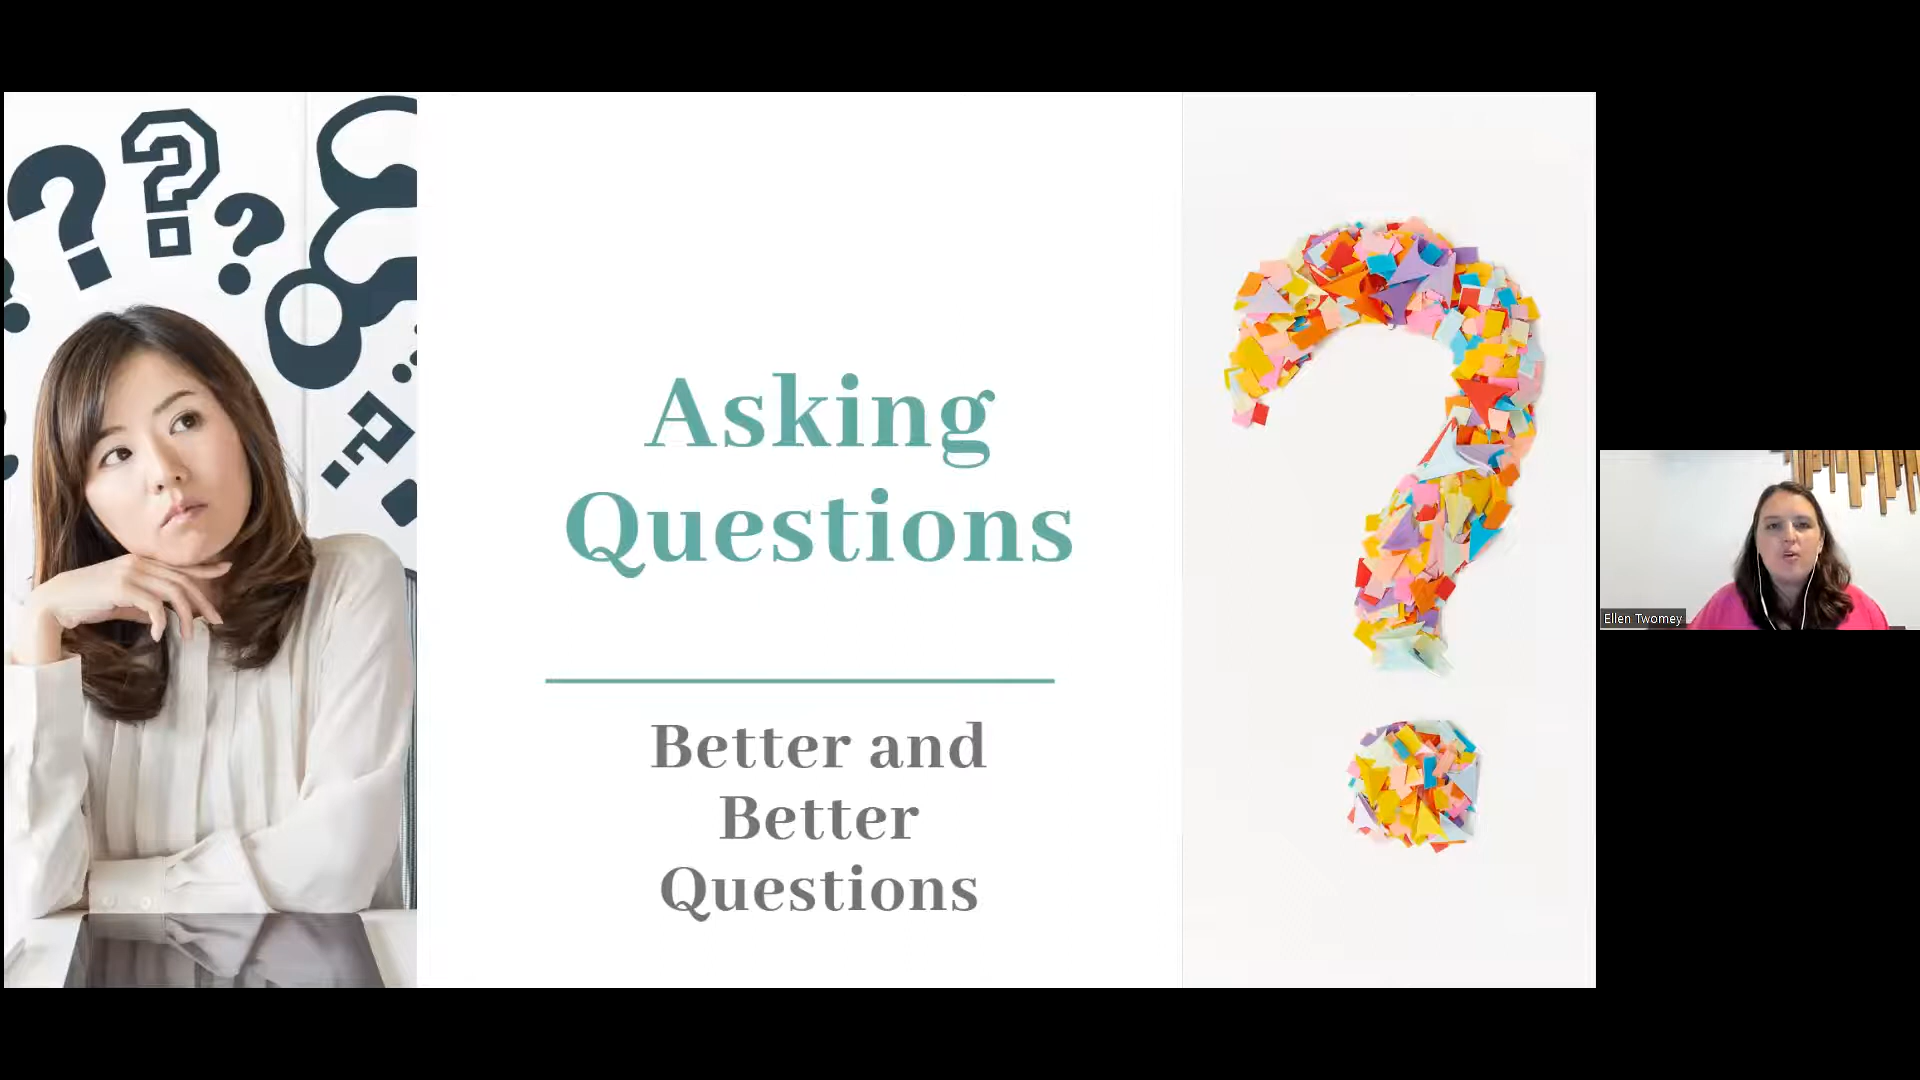 Asking
Questions
Better and
Better
Questions
Ellen Twomey